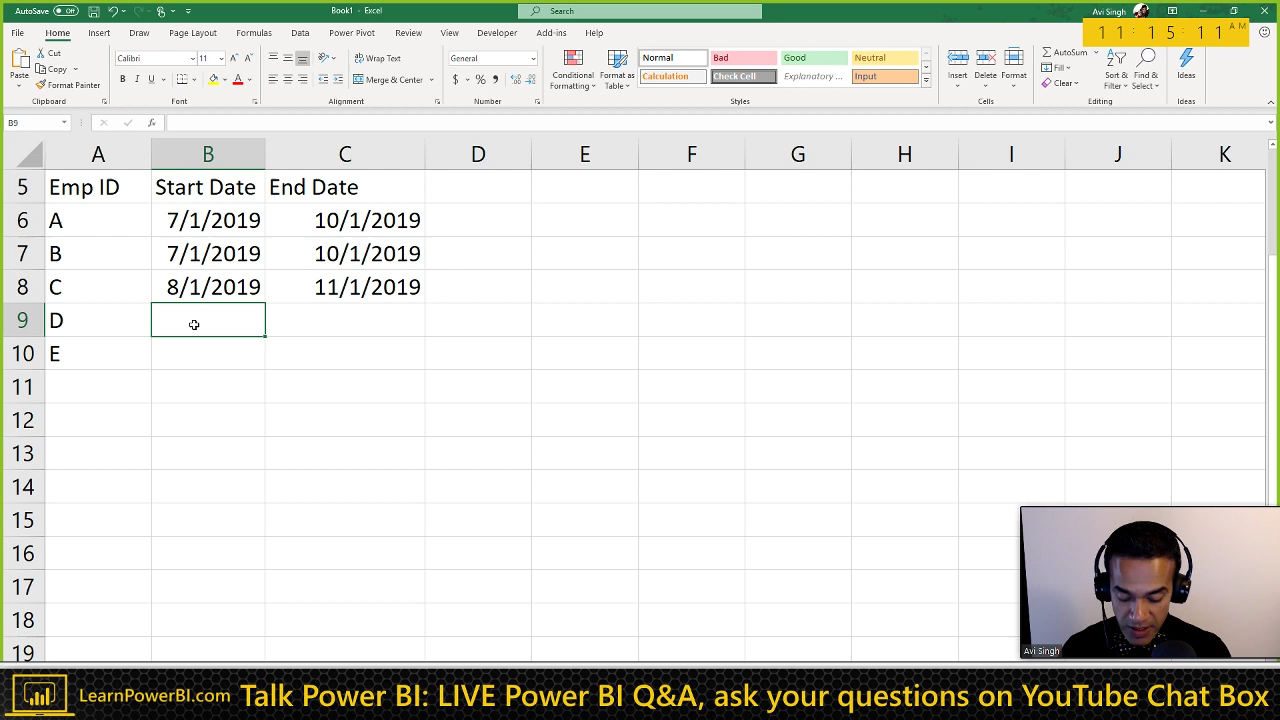 AutoSave Off Book1 - Excel Search Avi Singh
File Home Insert Draw Page Layout Formulas Data Power Pivot Review View Developer Add-ins Help
11:15:11 AM
Paste Cut Copy Format Painter
Calibri 11 A A
B I U A
Wrap Text
Merge & Center
General
$ % 9
Conditional Formatting Format as Table
Normal Bad Good Neutral
Calculation Check Cell Explanatory ... Input
Insert Delete Format
AutoSum Fill Clear
Sort & Filter Find & Select
Ideas
Clipboard Font Alignment Number Styles Cells Editing Ideas
B9 fx
A B C D E F G H I J K
5 Emp ID Start Date End Date
6 A 7/1/2019 10/1/2019
7 B 7/1/2019 10/1/2019
8 C 8/1/2019 11/1/2019
9 D
10 E
11
12
13
14
15
16
17
18
19
Avi Singh
LearnPowerBI.com Talk Power BI: LIVE Power BI Q&A, ask your questions on YouTube Chat Box